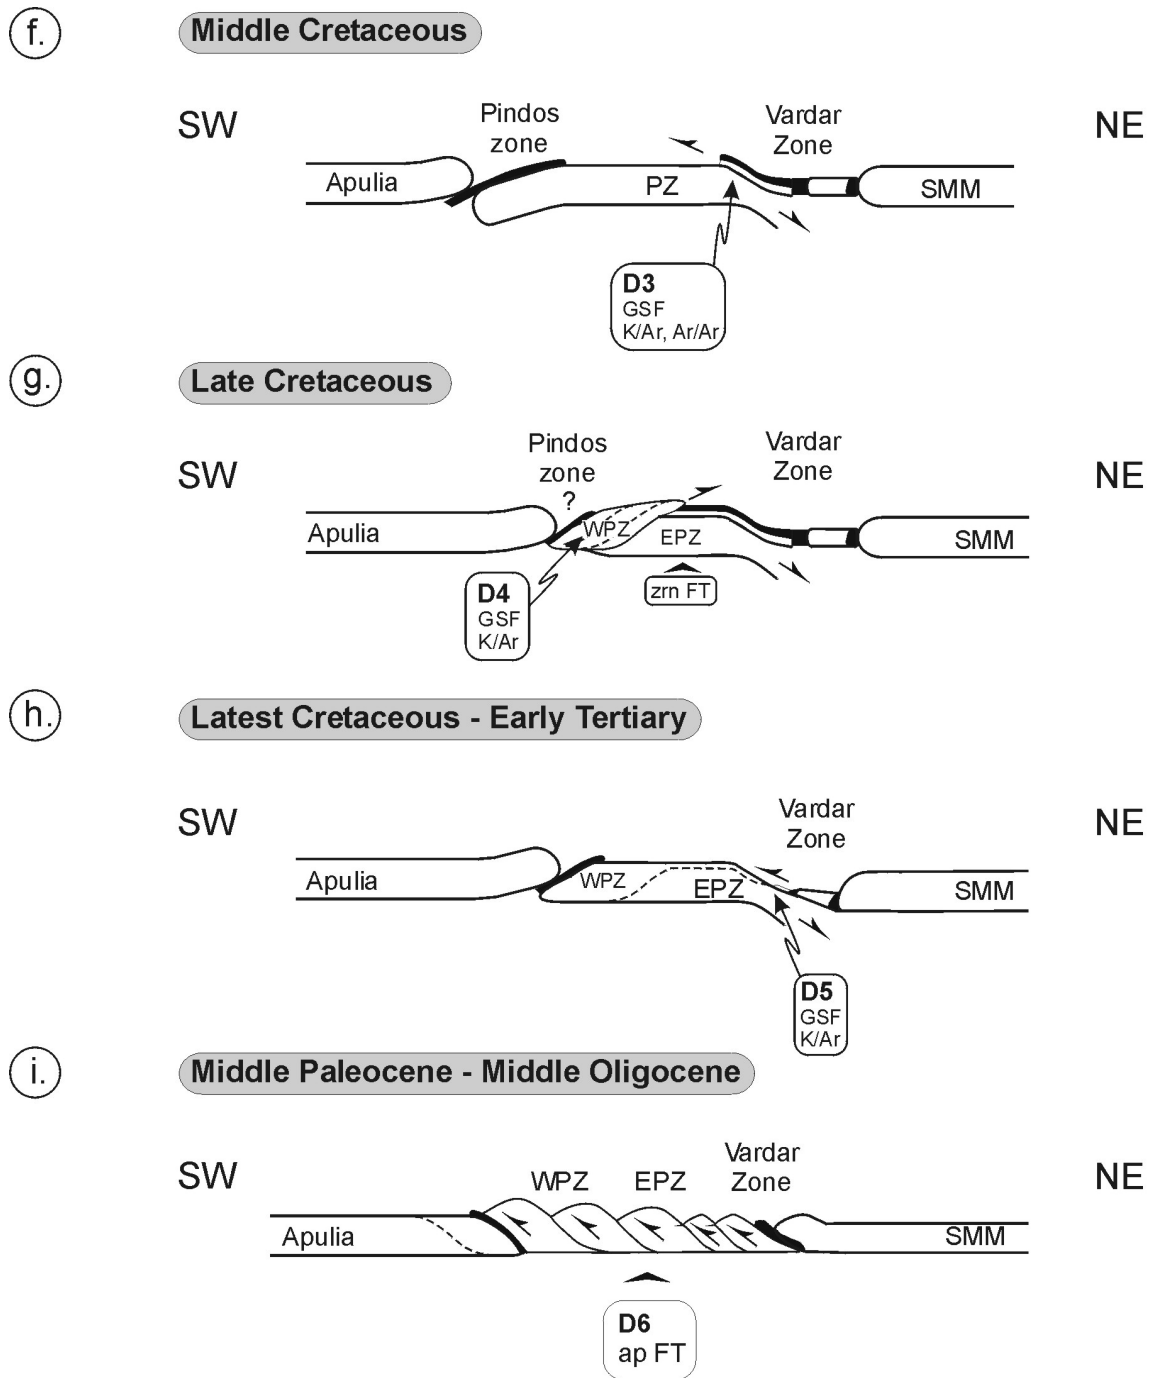 f.
Middle Cretaceous
SW
Pindos
zone
Vardar
Zone
NE
Apulia
PZ
SMM
D3
GSF
K/Ar, Ar/Ar
g.
Late Cretaceous
SW
Pindos
zone
?
Vardar
Zone
NE
Apulia
WPZ
EPZ
SMM
D4
GSF
K/Ar
zrn FT
h.
Latest Cretaceous - Early Tertiary
SW
Vardar
Zone
NE
Apulia
WPZ
EPZ
SMM
D5
GSF
K/Ar
i.
Middle Paleocene - Middle Oligocene
SW
WPZ
EPZ
Vardar
Zone
NE
Apulia
SMM
D6
ap FT